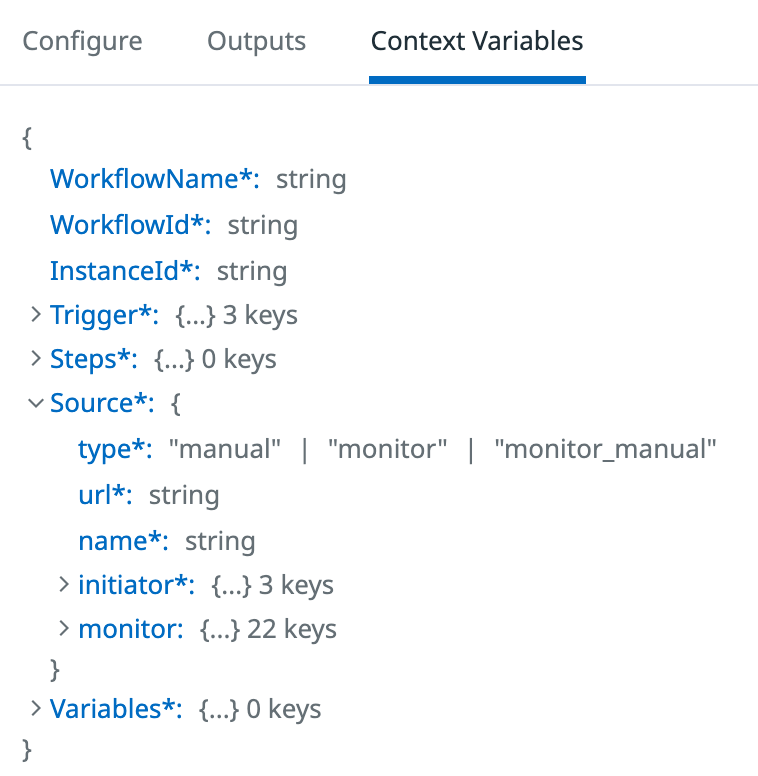 Configure Outputs Context Variables
{
WorkflowName*: string
WorkflowId*: string
InstanceId*: string
Trigger*: {...} 3 keys
Steps*: {...} 0 keys
Source*: {
type*: "manual" | "monitor" | "monitor_manual"
url*: string
name*: string
initiator*: {...} 3 keys
monitor: {...} 22 keys
}
Variables*: {...} 0 keys
}